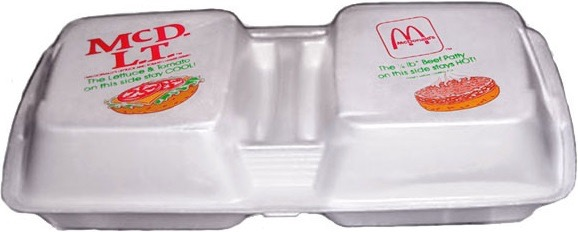 McD.
L.T.
The Lettuce & Tomato
on this side stay COOL!
McDonald's
The ¼ lb* Beef Patty
on this side stays HOT!